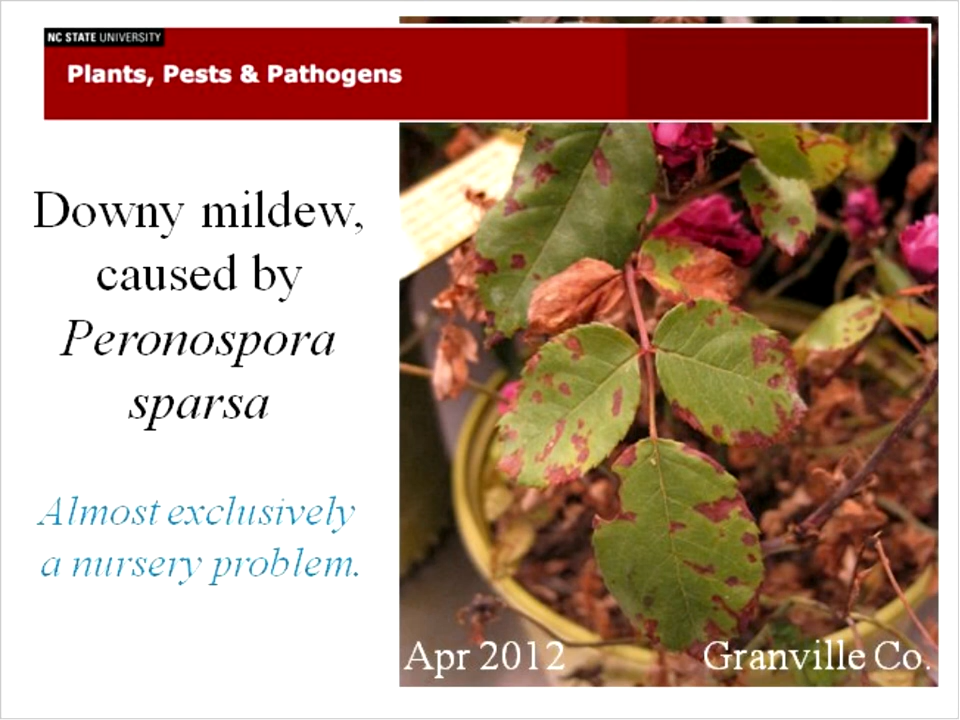 NC STATE UNIVERSITY
Plants, Pests & Pathogens
Downy mildew,
caused by
Peronospora
sparsa
Almost exclusively
a nursery problem.
Apr 2012
Granville Co.